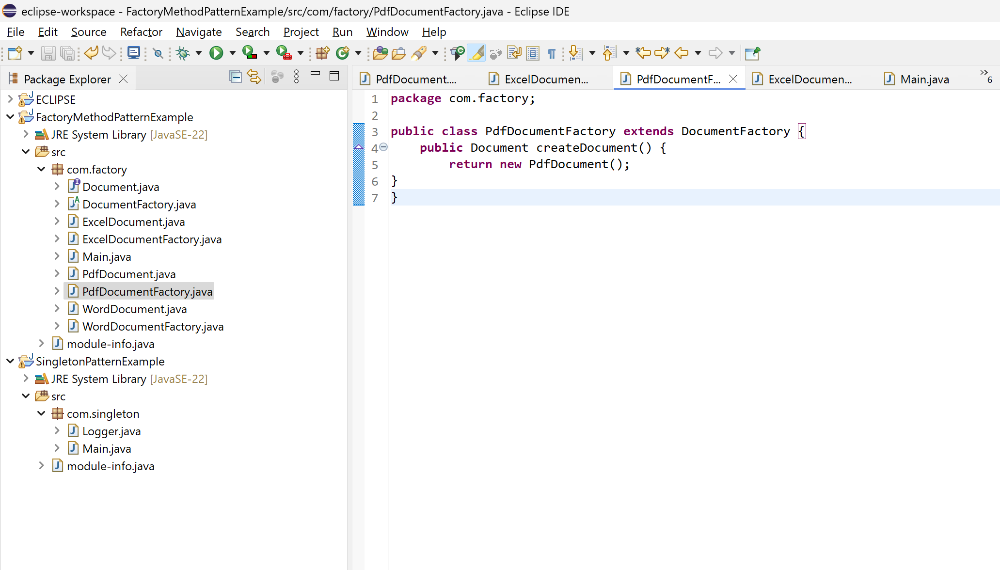 eclipse-workspace - FactoryMethodPatternExample/src/com/factory/PdfDocumentFactory.java - Eclipse IDE
File Edit Source Refactor Navigate Search Project Run Window Help
Package Explorer
ECLIPSE
FactoryMethodPatternExample
JRE System Library [JavaSE-22]
src
com.factory
Document.java
DocumentFactory.java
ExcelDocument.java
ExcelDocumentFactory.java
Main.java
PdfDocument.java
PdfDocumentFactory.java
WordDocument.java
WordDocumentFactory.java
module-info.java
SingletonPatternExample
JRE System Library [JavaSE-22]
src
com.singleton
Logger.java
Main.java
module-info.java
PdfDocument.... ExcelDocumen... PdfDocumentF... ExcelDocumen... Main.java »6
1 package com.factory;
2
3 public class PdfDocumentFactory extends DocumentFactory {
4     public Document createDocument() {
5         return new PdfDocument();
6 }
7 }